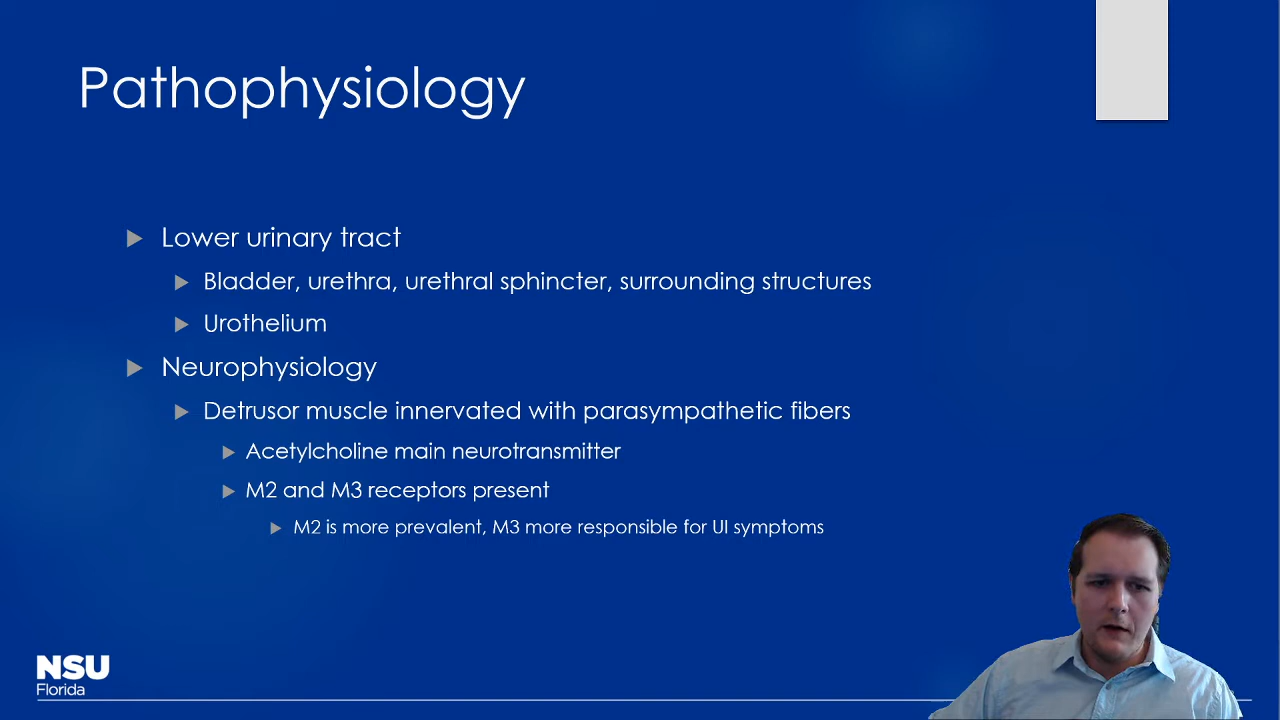 Pathophysiology
Lower urinary tract
Bladder, urethra, urethral sphincter, surrounding structures
Urothelium
Neurophysiology
Detrusor muscle innervated with parasympathetic fibers
Acetylcholine main neurotransmitter
M2 and M3 receptors present
M2 is more prevalent, M3 more responsible for UI symptoms
NSU
Florida